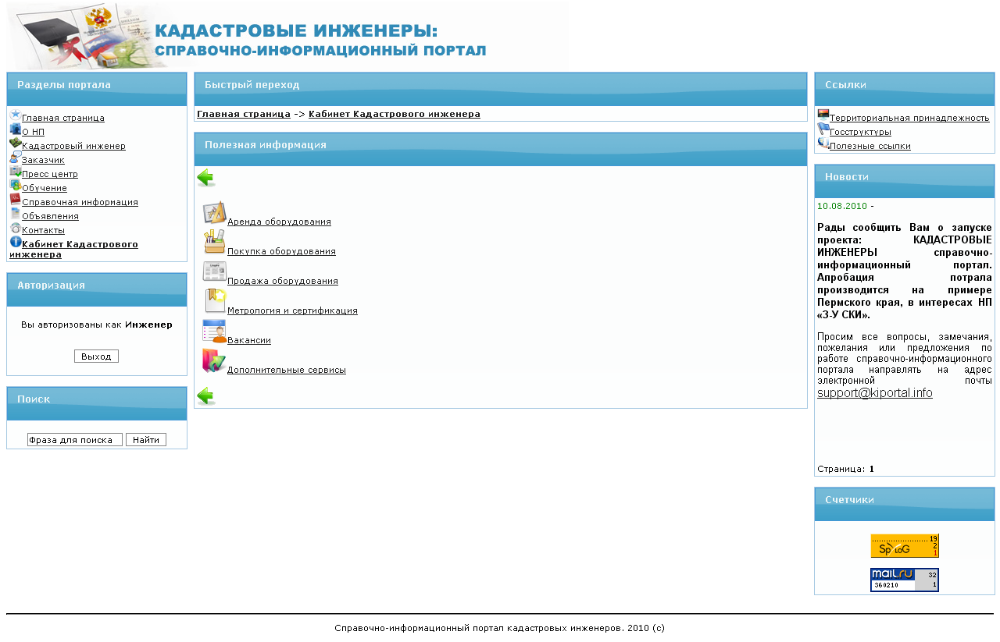 КАДАСТРОВЫЕ ИНЖЕНЕРЫ:
СПРАВОЧНО-ИНФОРМАЦИОННЫЙ ПОРТАЛ
Разделы портала
Главная страница
О НП
Кадастровый инженер
Заказчик
Пресс центр
Обучение
Справочная информация
Объявления
Контакты
Кабинет Кадастрового
инженера
Авторизация
Вы авторизованы как Инженер
Выход
Поиск
Фраза для поиска
Найти
Быстрый переход
Главная страница -> Кабинет Кадастрового инженера
Полезная информация
Аренда оборудования
Покупка оборудования
Продажа оборудования
Метрология и сертификация
Вакансии
Дополнительные сервисы
Ссылки
Территориальная принадлежность
Госструктуры
Полезные ссылки
Новости
10.08.2010 -
Рады сообщить Вам о запуске
проекта: КАДАСТРОВЫЕ
ИНЖЕНЕРЫ справочно-
информационный портал.
Апробация потрала
производится на примере
Пермского края, в интересах НП
«З-У СКИ».
Просим все вопросы, замечания,
пожелания или предложения по
работе справочно-информационного
портала направлять на адрес
электронной почты
support@kiportal.info
Страница: 1
Счетчики
19
SpyLOG 2
1
mail.ru 32
360210 1
Справочно-информационный портал кадастровых инженеров. 2010 (c)